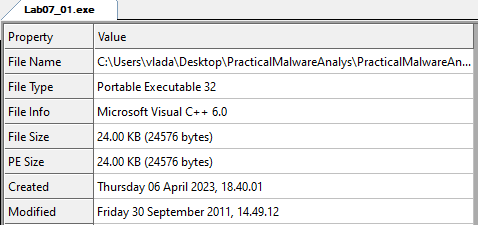 Lab07_01.exe
Property Value
File Name C:\Users\vlada\Desktop\PracticalMalwareAnalys\PracticalMalwareAn...
File Type Portable Executable 32
File Info Microsoft Visual C++ 6.0
File Size 24.00 KB (24576 bytes)
PE Size 24.00 KB (24576 bytes)
Created Thursday 06 April 2023, 18.40.01
Modified Friday 30 September 2011, 14.49.12